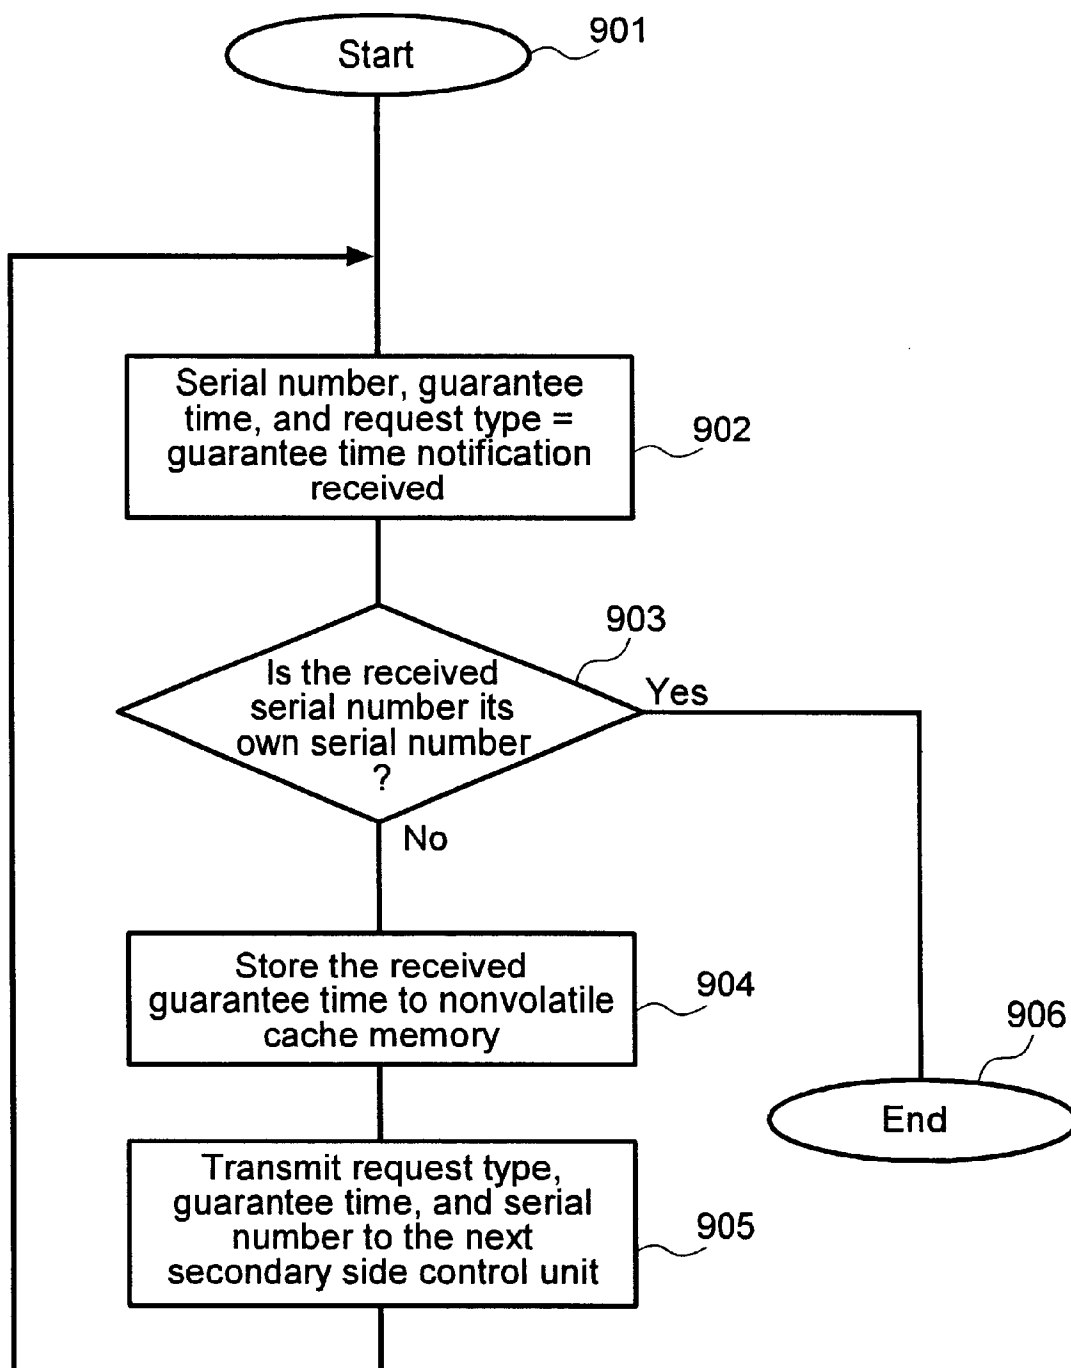 Start
901
Serial number, guarantee
time, and request type =
guarantee time notification
received
902
903
Is the received
serial number its
own serial number
?
Yes
No
Store the received
guarantee time to nonvolatile
cache memory
904
906
End
Transmit request type,
guarantee time, and serial
number to the next
secondary side control unit
905